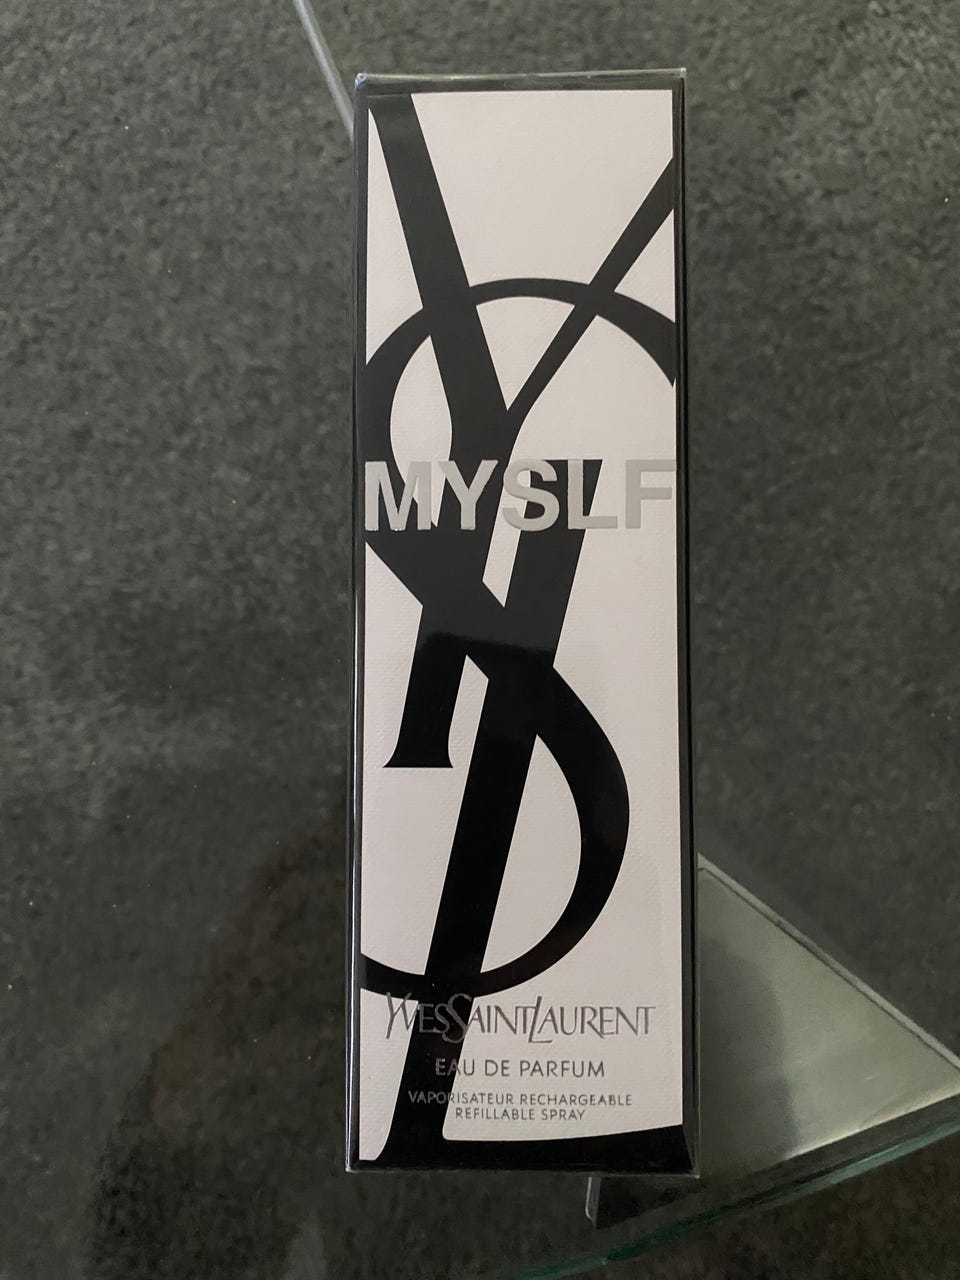 MYSLF
YVESSAINTLAURENT
EAU DE PARFUM
VAPORISATEUR RECHARGEABLE
REFILLABLE SPRAY